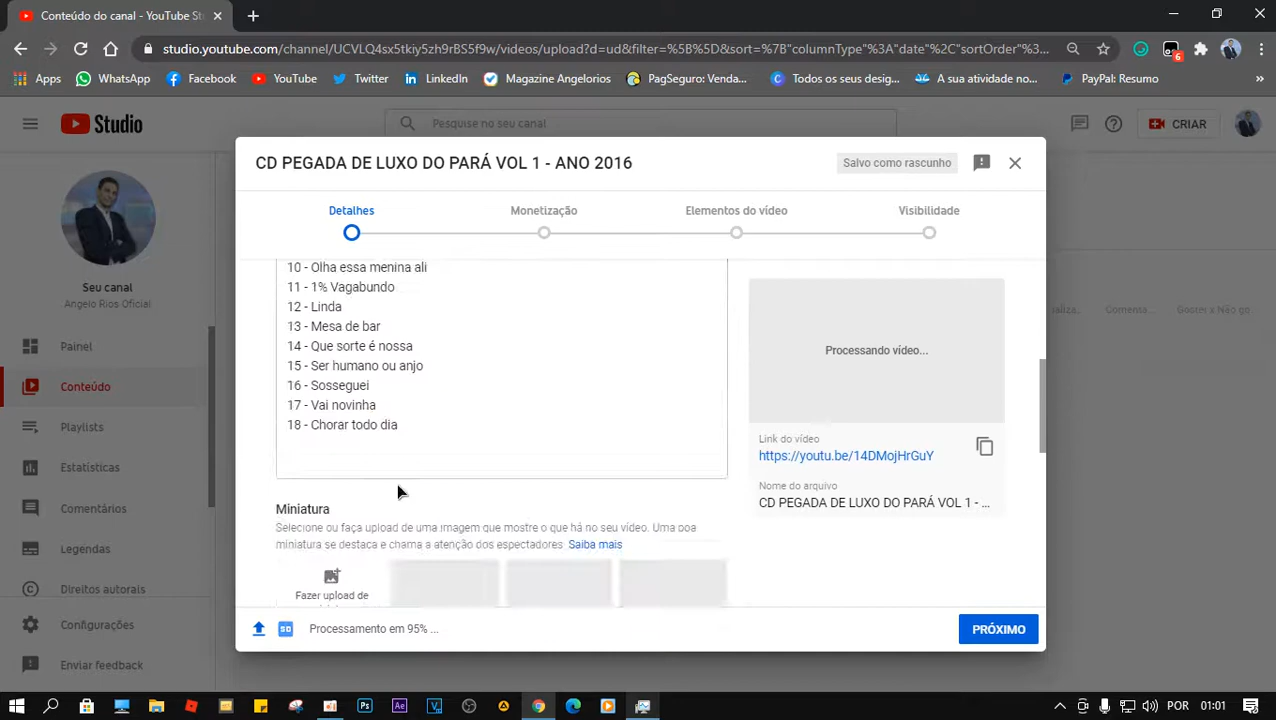 Conteúdo do canal - YouTube St
studio.youtube.com/channel/UCVLQ4sx5tkiy5zh9rBS5f9w/videos/upload?d=ud&filter=%5B%5D&sort=%7B"columnType"%3A"date"%2C"sortOrder"%3...
6
Apps
WhatsApp
Facebook
YouTube
Twitter
LinkedIn
Magazine Angelorios
PagSeguro: Verda...
Todos os seus desig...
A sua atividade no...
PayPal: Resumo
»
Studio
Pesquise no seu canal
CRIAR
CD PEGADA DE LUXO DO PARÁ VOL 1 - ANO 2016
Salvo como rascunho
Detalhes
Monetização
Elementos do vídeo
Visibilidade
Seu canal
Angelo Rios Oficial
Painel
Conteúdo
Playlists
Estatísticas
Comentários
Legendas
Direitos autorais
Configurações
Enviar feedback
10 - Olha essa menina ali
11 - 1% Vagabundo
12 - Linda
13 - Mesa de bar
14 - Que sorte é nossa
15 - Ser humano ou anjo
16 - Sosseguei
17 - Vai novinha
18 - Chorar todo dia
Processando vídeo...
Link do vídeo
https://youtu.be/14DMojHrGuY
Nome do arquivo
CD PEGADA DE LUXO DO PARÁ VOL 1 - ...
Miniatura
Selecione ou faça upload de uma imagem que mostre o que há no seu vídeo. Uma boa
miniatura se destaca e chama a atenção dos espectadores Saiba mais
Fazer upload de
SD
Processamento em 95% ...
PRÓXIMO
Comenta...
POR
01:01